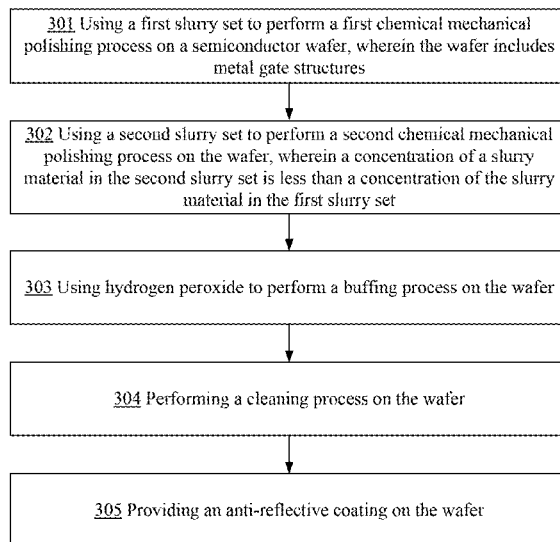 301 Using a first slurry set to perform a first chemical mechanical
polishing process on a semiconductor wafer, wherein the wafer includes
metal gate structures
302 Using a second slurry set to perform a second chemical mechanical
polishing process on the wafer, wherein a concentration of a slurry
material in the second slurry set is less than a concentration of the slurry
material in the first slurry set
303 Using hydrogen peroxide to perform a buffing process on the wafer
304 Performing a cleaning process on the wafer
305 Providing an anti-reflective coating on the wafer